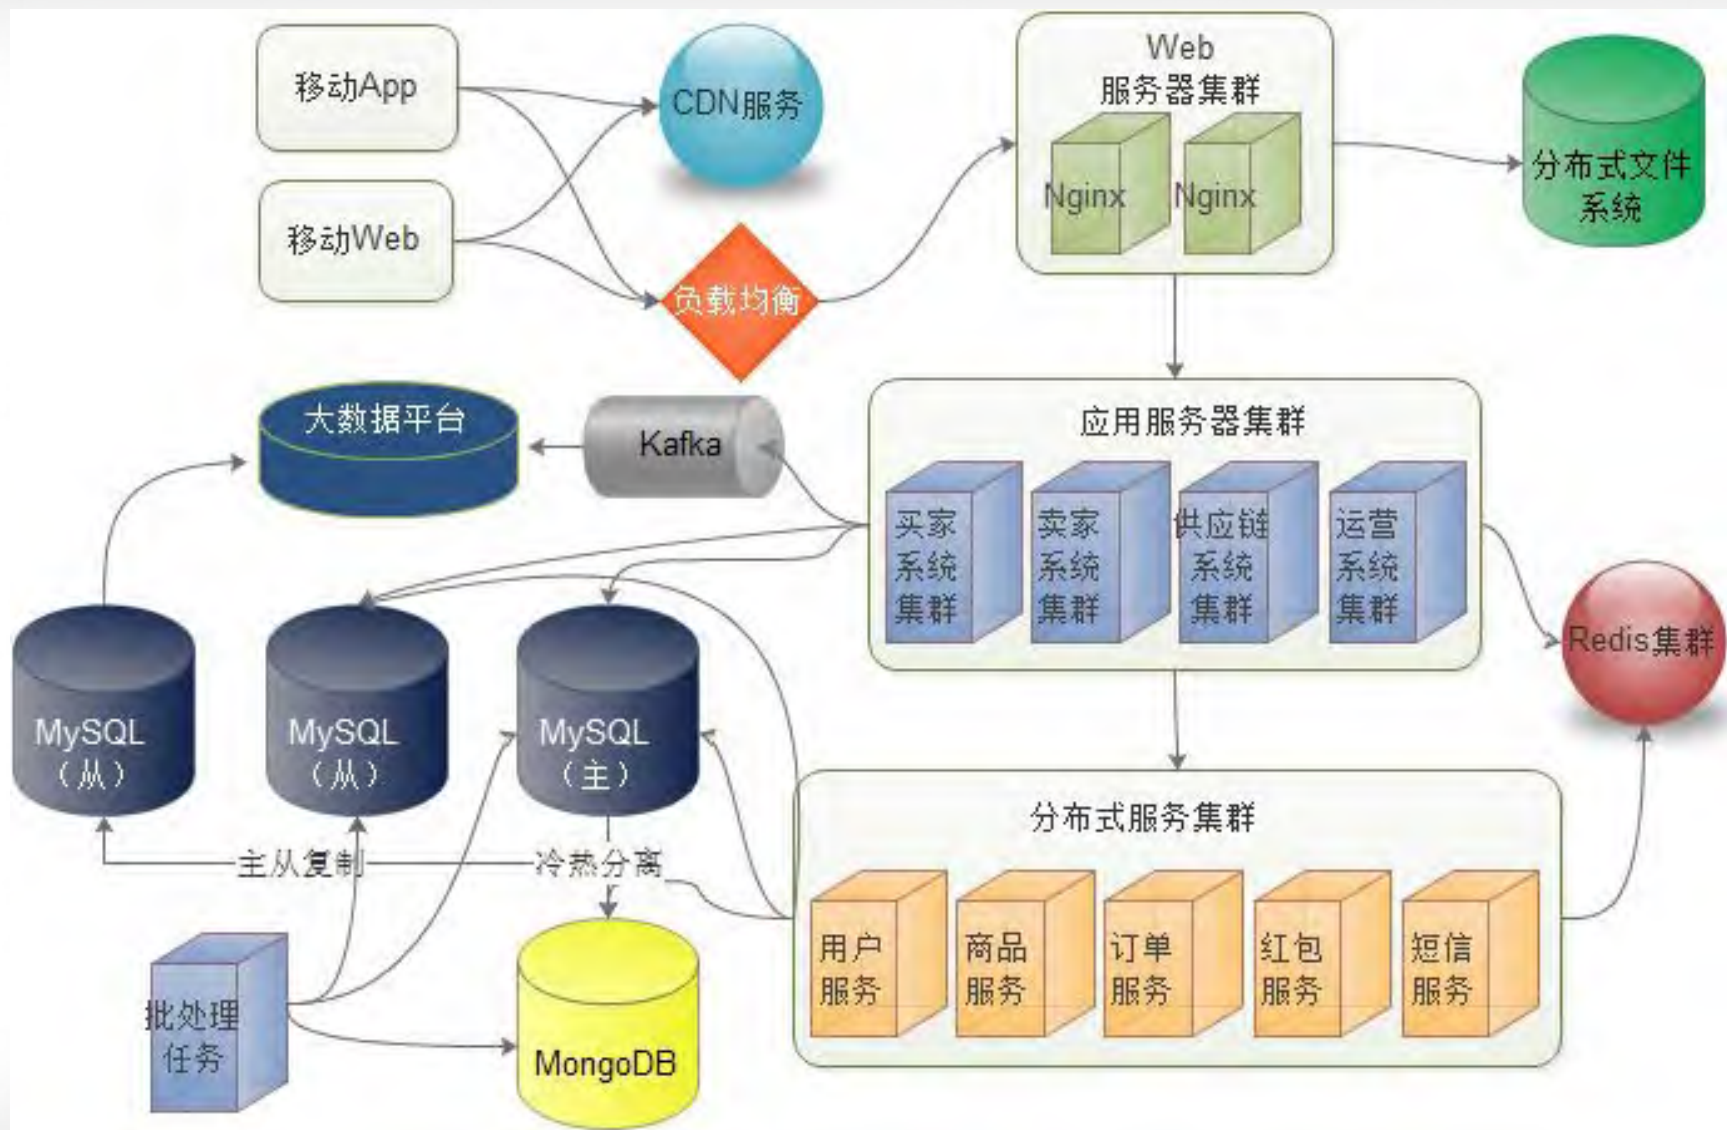 移动App
CDN服务
Web
服务器集群
Nginx
Nginx
分布式文件
系统
移动Web
负载均衡
大数据平台
Kafka
应用服务器集群
买家
系统
集群
卖家
系统
集群
供应链
系统
集群
运营
系统
集群
Redis集群
MySQL
（从）
MySQL
（从）
MySQL
（主）
主从复制
冷热分离
分布式服务集群
用户
服务
商品
服务
订单
服务
红包
服务
短信
服务
批处理
任务
MongoDB